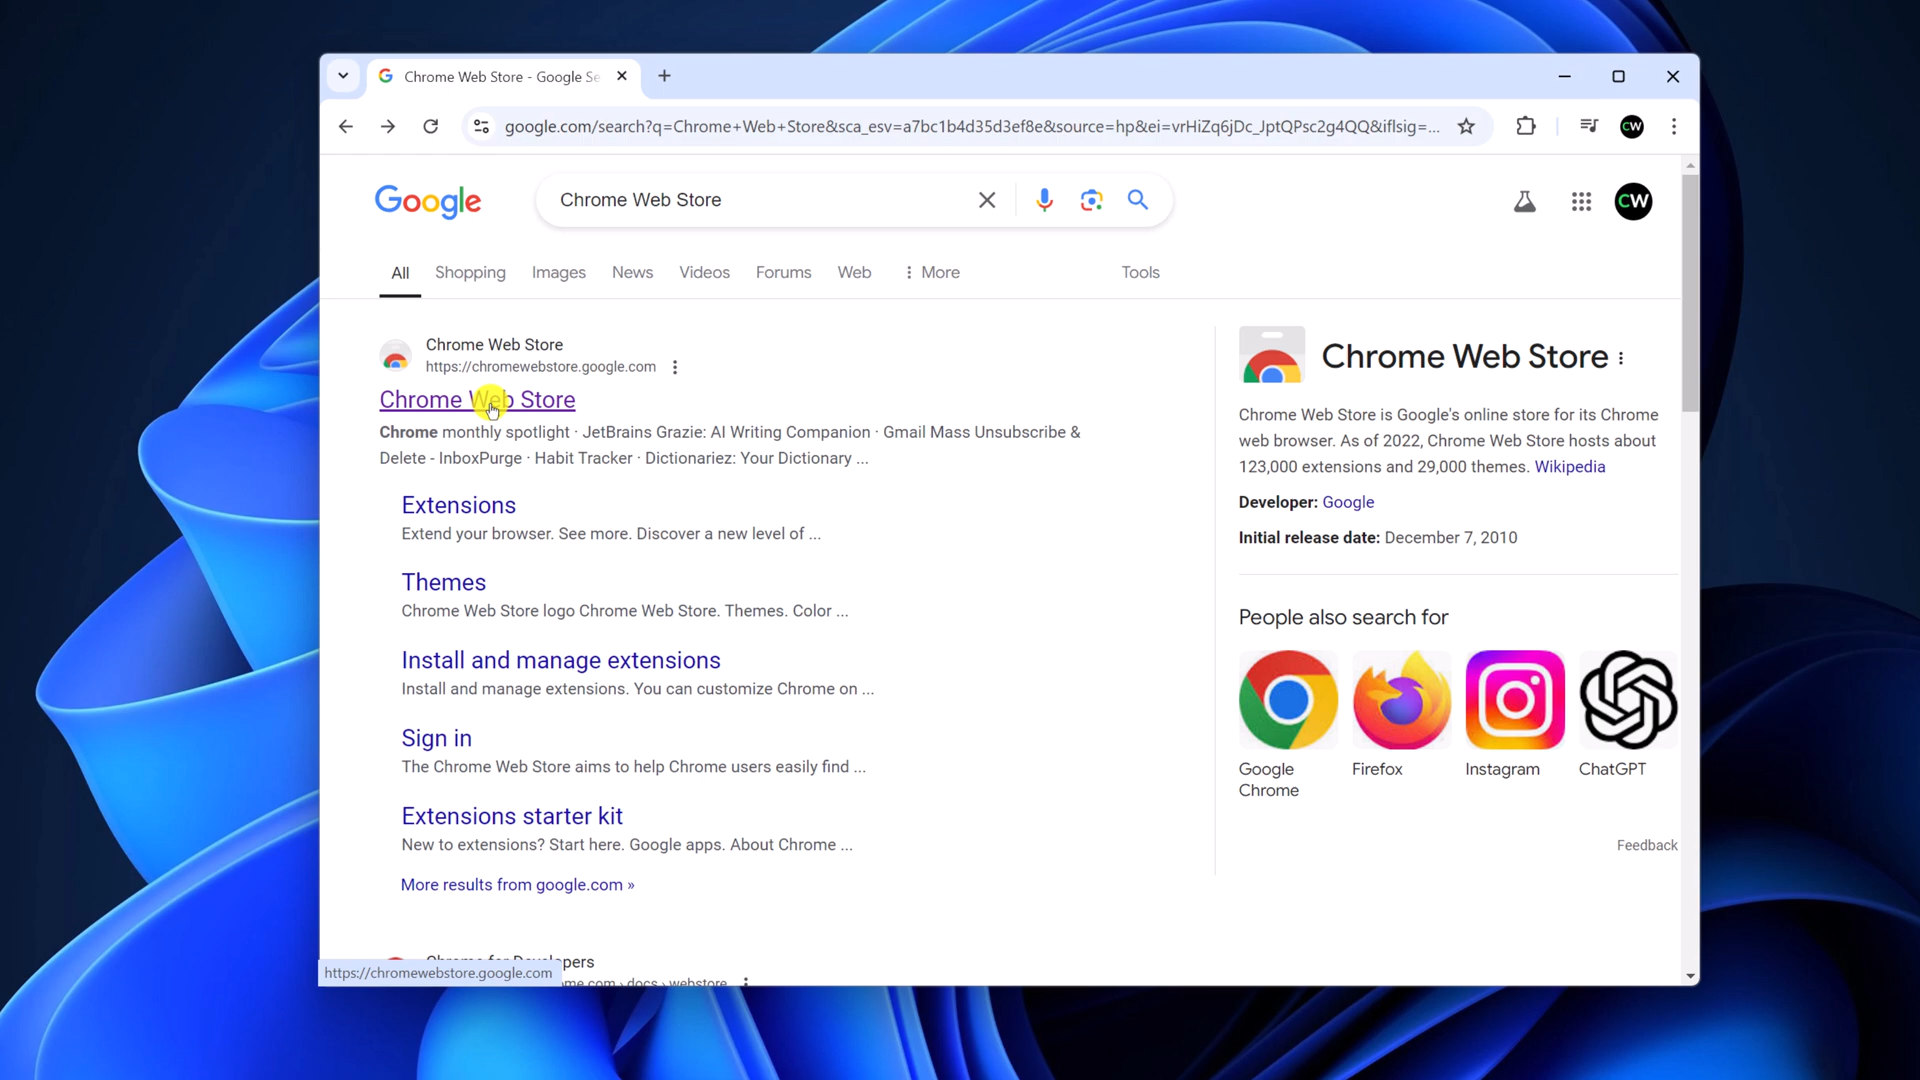 Chrome Web Store - Google Se
google.com/search?q=Chrome+Web+Store&sca_esv=a7bc1b4d35d3ef8e&source=hp&ei=vrHiZq6jDc_JptQPsc2g4QQ&iflsig=...
CW
Google
Chrome Web Store
CW
All Shopping Images News Videos Forums Web More Tools
Chrome Web Store
https://chromewebstore.google.com
Chrome Web Store
Chrome monthly spotlight · JetBrains Grazie: AI Writing Companion · Gmail Mass Unsubscribe &
Delete - InboxPurge · Habit Tracker · Dictionariez: Your Dictionary ...
Extensions
Extend your browser. See more. Discover a new level of ...
Themes
Chrome Web Store logo Chrome Web Store. Themes. Color ...
Install and manage extensions
Install and manage extensions. You can customize Chrome on ...
Sign in
The Chrome Web Store aims to help Chrome users easily find ...
Extensions starter kit
New to extensions? Start here. Google apps. About Chrome ...
More results from google.com »
Chrome for Developers
me.com › docs › webstore
https://chromewebstore.google.com
Chrome Web Store
Chrome Web Store is Google's online store for its Chrome
web browser. As of 2022, Chrome Web Store hosts about
123,000 extensions and 29,000 themes. Wikipedia
Developer: Google
Initial release date: December 7, 2010
People also search for
Google
Chrome
Firefox
Instagram
ChatGPT
Feedback